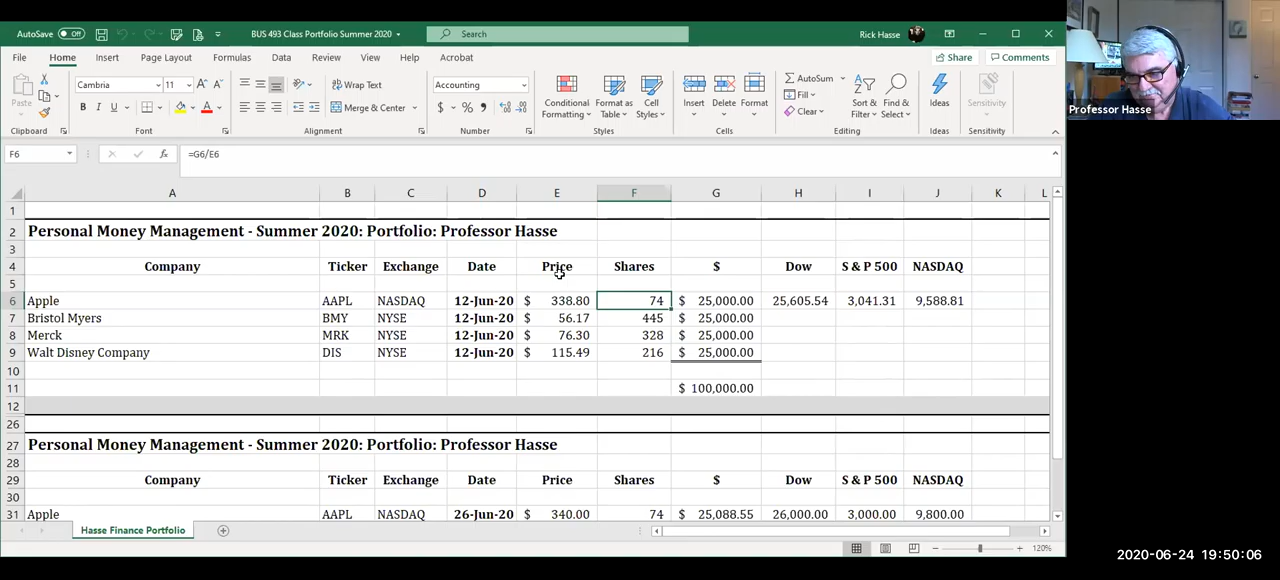 AutoSave Off BUS 493 Class Portfolio Summer 2020 Search Rick Hasse
File Home Insert Page Layout Formulas Data Review View Help Acrobat Share Comments
Paste Cambria 11 Wrap Text Accounting Conditional Formatting Format as Table Cell Styles Insert Delete Format AutoSum Fill Clear Sort & Filter Find & Select Ideas Sensitivity
B I U Merge & Center $ % 9
Clipboard Font Alignment Number Styles Cells Editing Ideas Sensitivity
Professor Hasse
F6 fx =G6/E6
A B C D E F G H I J K L
1
2 Personal Money Management - Summer 2020: Portfolio: Professor Hasse
3
4 Company Ticker Exchange Date Price Shares $ Dow S & P 500 NASDAQ
5
6 Apple AAPL NASDAQ 12-Jun-20 $ 338.80 74 $ 25,000.00 25,605.54 3,041.31 9,588.81
7 Bristol Myers BMY NYSE 12-Jun-20 $ 56.17 445 $ 25,000.00
8 Merck MRK NYSE 12-Jun-20 $ 76.30 328 $ 25,000.00
9 Walt Disney Company DIS NYSE 12-Jun-20 $ 115.49 216 $ 25,000.00
10
11 $ 100,000.00
12
26
27 Personal Money Management - Summer 2020: Portfolio: Professor Hasse
28
29 Company Ticker Exchange Date Price Shares $ Dow S & P 500 NASDAQ
30
31 Apple AAPL NASDAQ 26-Jun-20 $ 340.00 74 $ 25,088.55 26,000.00 3,000.00 9,800.00
Hasse Finance Portfolio
120%
2020-06-24 19:50:06